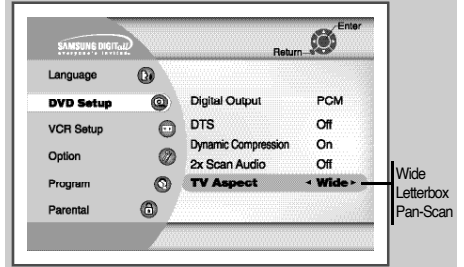 Enter
SAMSUNG DIGITall
everyone's invited
Return
Language
DVD Setup
VCR Setup
Option
Program
Parental
Digital Output PCM
DTS Off
Dynamic Compression On
2x Scan Audio Off
TV Aspect ◄ Wide ►
Wide
Letterbox
Pan-Scan